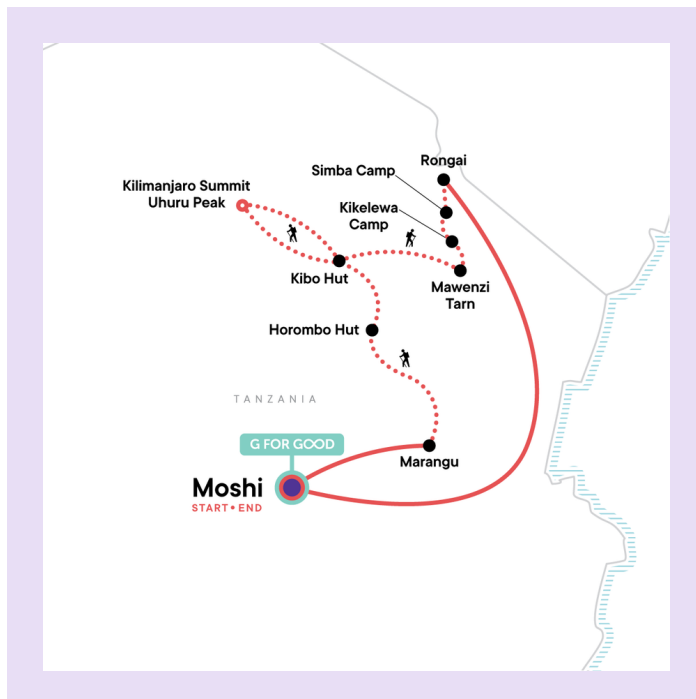 Rongai
Simba Camp
Kilimanjaro Summit
Uhuru Peak
Kikelewa
Camp
Kibo Hut
Mawenzi
Tarn
Horombo Hut
TANZANIA
G FOR GOOD
Marangu
Moshi
START • END